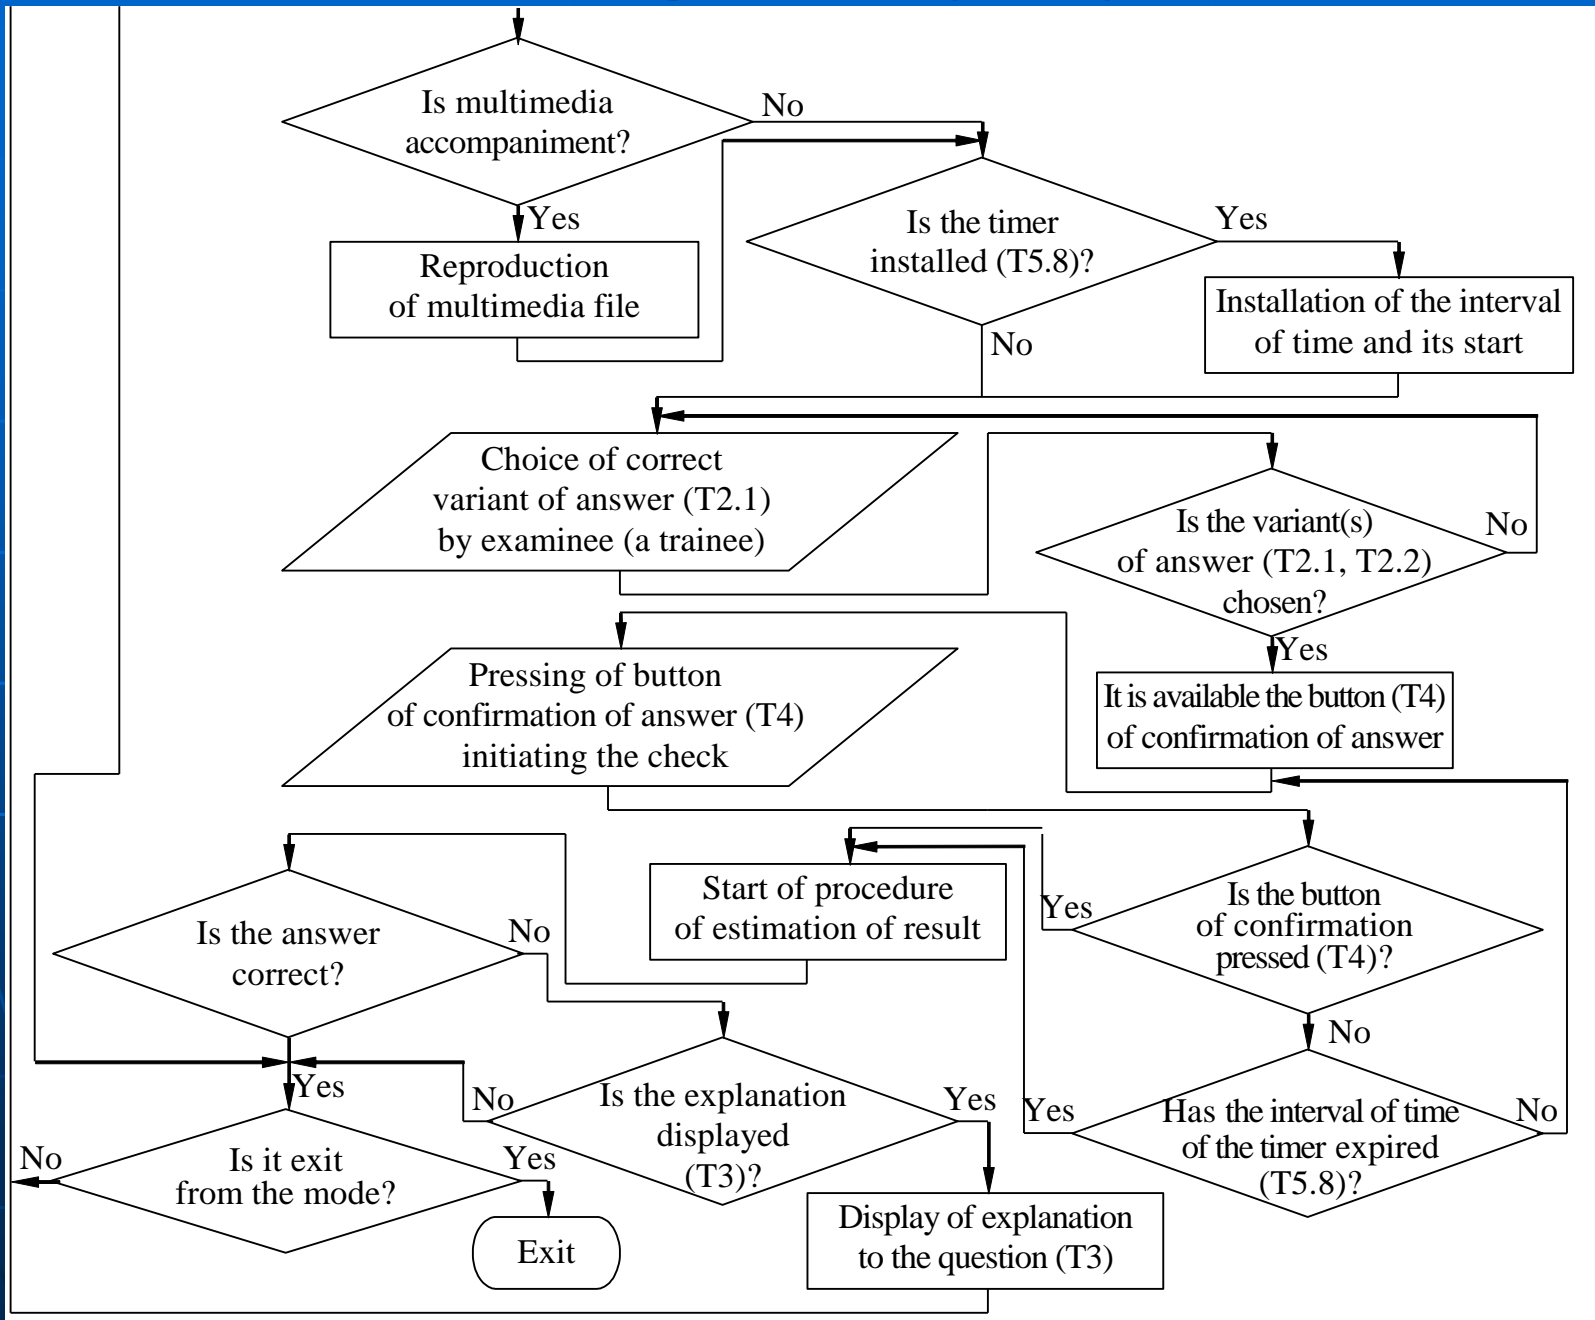 Is multimedia
accompaniment?
No
Yes
Reproduction
of multimedia file
Is the timer
installed (T5.8)?
Yes
No
Installation of the interval
of time and its start
Choice of correct
variant of answer (T2.1)
by examinee (a trainee)
Is the variant(s)
of answer (T2.1, T2.2)
chosen?
No
Yes
It is available the button (T4)
of confirmation of answer
Pressing of button
of confirmation of answer (T4)
initiating the check
Is the button
of confirmation
pressed (T4)?
Yes
No
Start of procedure
of estimation of result
Is the answer
correct?
No
Yes
Has the interval of time
of the timer expired
(T5.8)?
Yes
No
Is the explanation
displayed
(T3)?
No
Yes
Is it exit
from the mode?
No
Yes
Exit
Display of explanation
to the question (T3)